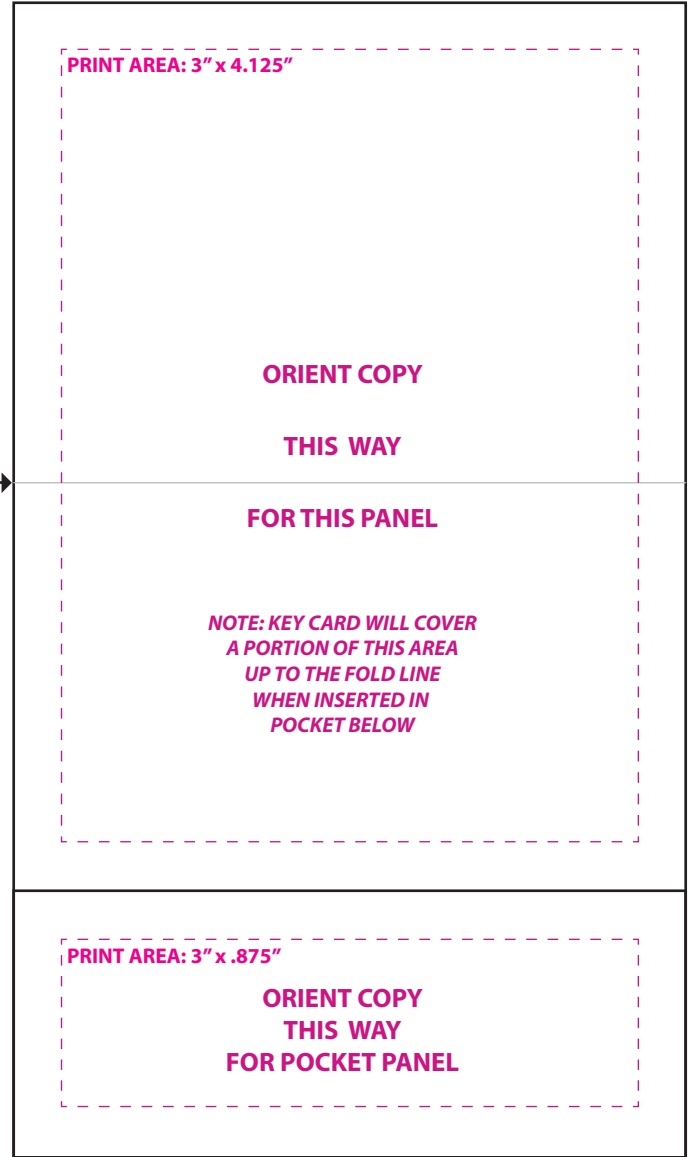 PRINT AREA: 3” x 4.125”
ORIENT COPY
THIS WAY
FOR THIS PANEL
NOTE: KEY CARD WILL COVER
A PORTION OF THIS AREA
UP TO THE FOLD LINE
WHEN INSERTED IN
POCKET BELOW
PRINT AREA: 3” x .875”
ORIENT COPY
THIS WAY
FOR POCKET PANEL